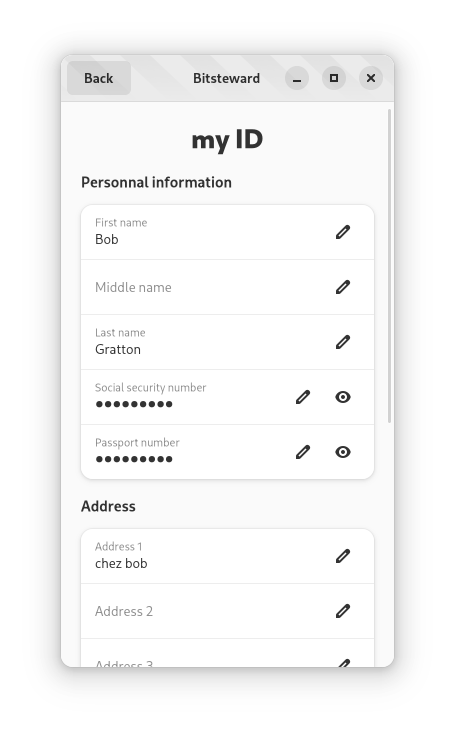 Back
Bitsteward
my ID
Personnal information
First name
Bob
Middle name
Last name
Gratton
Social security number
●●●●●●●●●
Passport number
●●●●●●●●●
Address
Address 1
chez bob
Address 2
Address 3